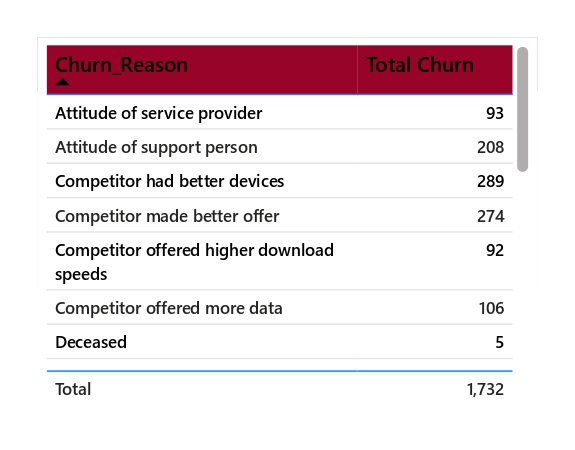 Churn_Reason Total Churn
Attitude of service provider 93
Attitude of support person 208
Competitor had better devices 289
Competitor made better offer 274
Competitor offered higher download 92
speeds
Competitor offered more data 106
Deceased 5
Total 1,732